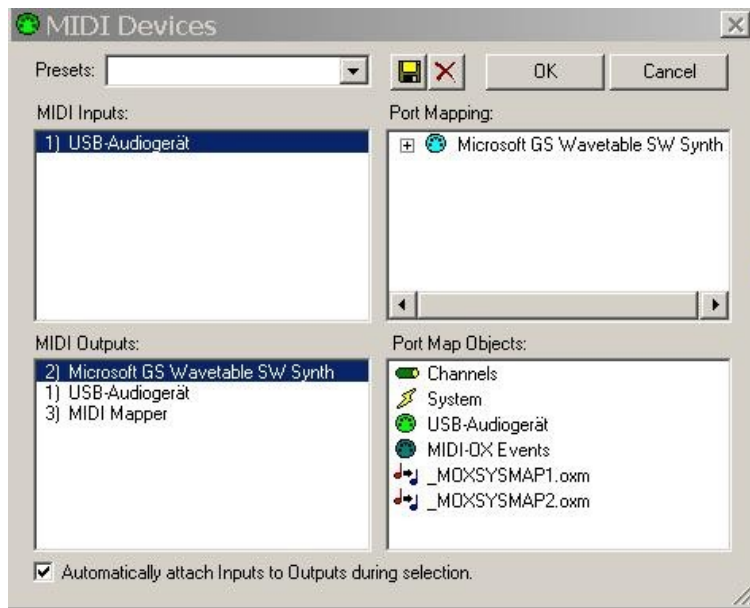 MIDI Devices
Presets:
OK
Cancel
MIDI Inputs:
1) USB-Audiogerät
Port Mapping:
Microsoft GS Wavetable SW Synth
MIDI Outputs:
2) Microsoft GS Wavetable SW Synth
1) USB-Audiogerät
3) MIDI Mapper
Port Map Objects:
Channels
System
USB-Audiogerät
MIDI-OX Events
_MOXSYSMAP1.oxm
_MOXSYSMAP2.oxm
Automatically attach Inputs to Outputs during selection.